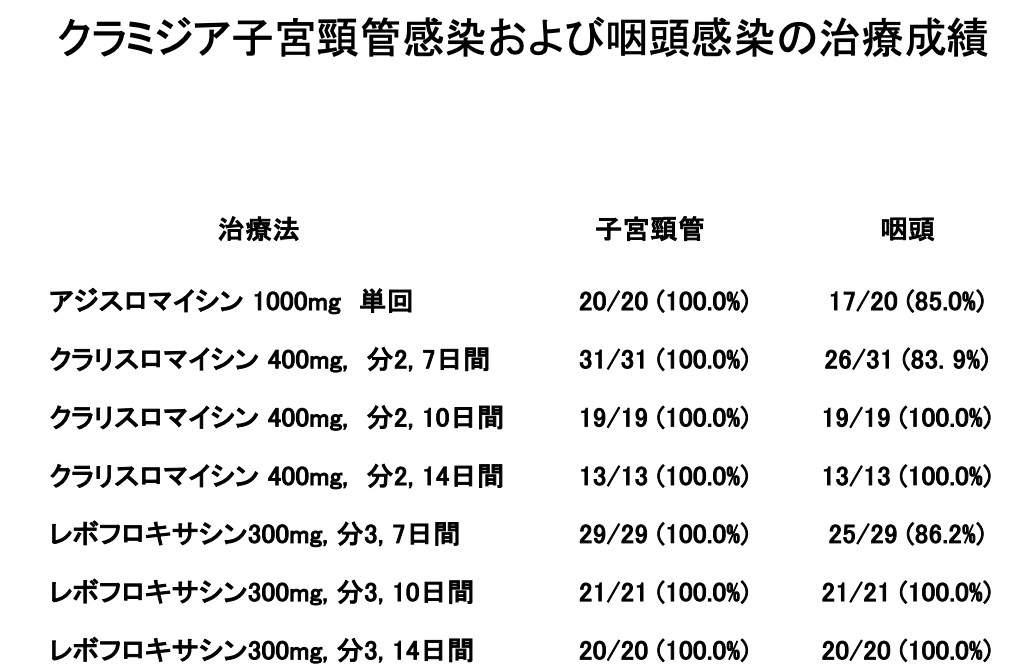 クラミジア子宮頸管感染および咽頭感染の治療成績
治療法 子宮頸管 咽頭
アジスロマイシン 1000mg 単回 20/20 (100.0%) 17/20 (85.0%)
クラリスロマイシン 400mg, 分2, 7日間 31/31 (100.0%) 26/31 (83. 9%)
クラリスロマイシン 400mg, 分2, 10日間 19/19 (100.0%) 19/19 (100.0%)
クラリスロマイシン 400mg, 分2, 14日間 13/13 (100.0%) 13/13 (100.0%)
レボフロキサシン300mg, 分3, 7日間 29/29 (100.0%) 25/29 (86.2%)
レボフロキサシン300mg, 分3, 10日間 21/21 (100.0%) 21/21 (100.0%)
レボフロキサシン300mg, 分3, 14日間 20/20 (100.0%) 20/20 (100.0%)